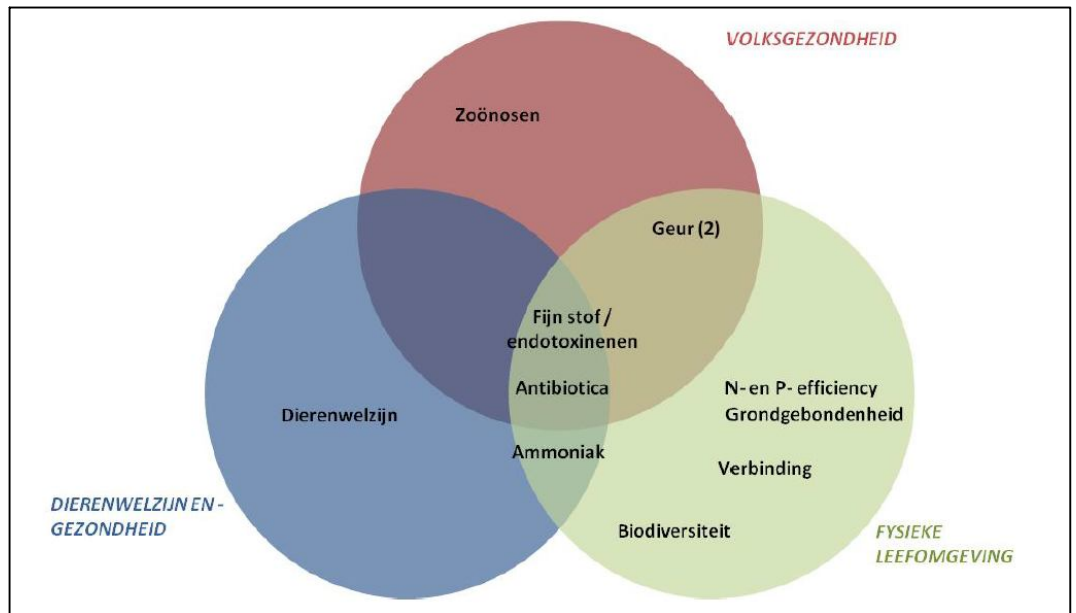 VOLKSGEZONDHEID
Zoönosen
Geur (2)
Fijn stof /
endotoxinenen
Antibiotica
N- en P- efficiency
Grondgebondenheid
Dierenwelzijn
Ammoniak
Verbinding
Biodiversiteit
DIERENWELZIJN EN -
GEZONDHEID
FYSIEKE
LEEFOMGEVING